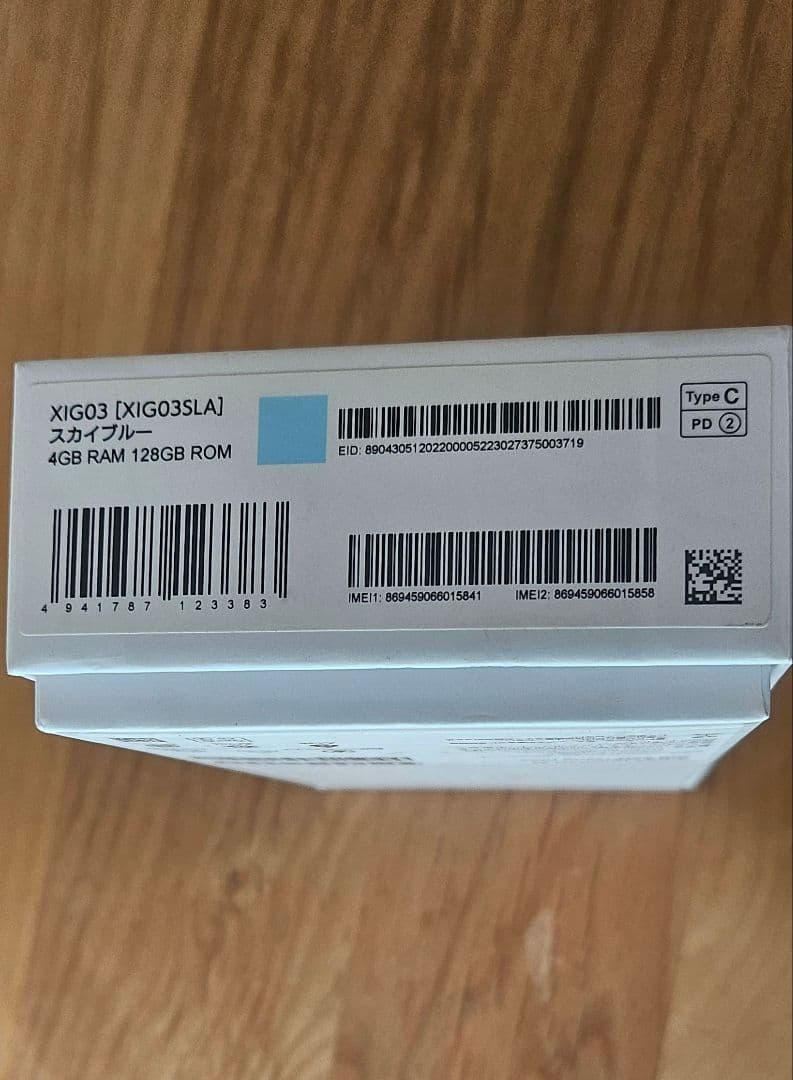 XIG03 [XIG03SLA]
スカイブルー
4GB RAM 128GB ROM
EID: 89043051202200005223027375003719
Type C
PD 2
4 941787 123383
IMEI1: 869459066015841
IMEI2: 869459066015858